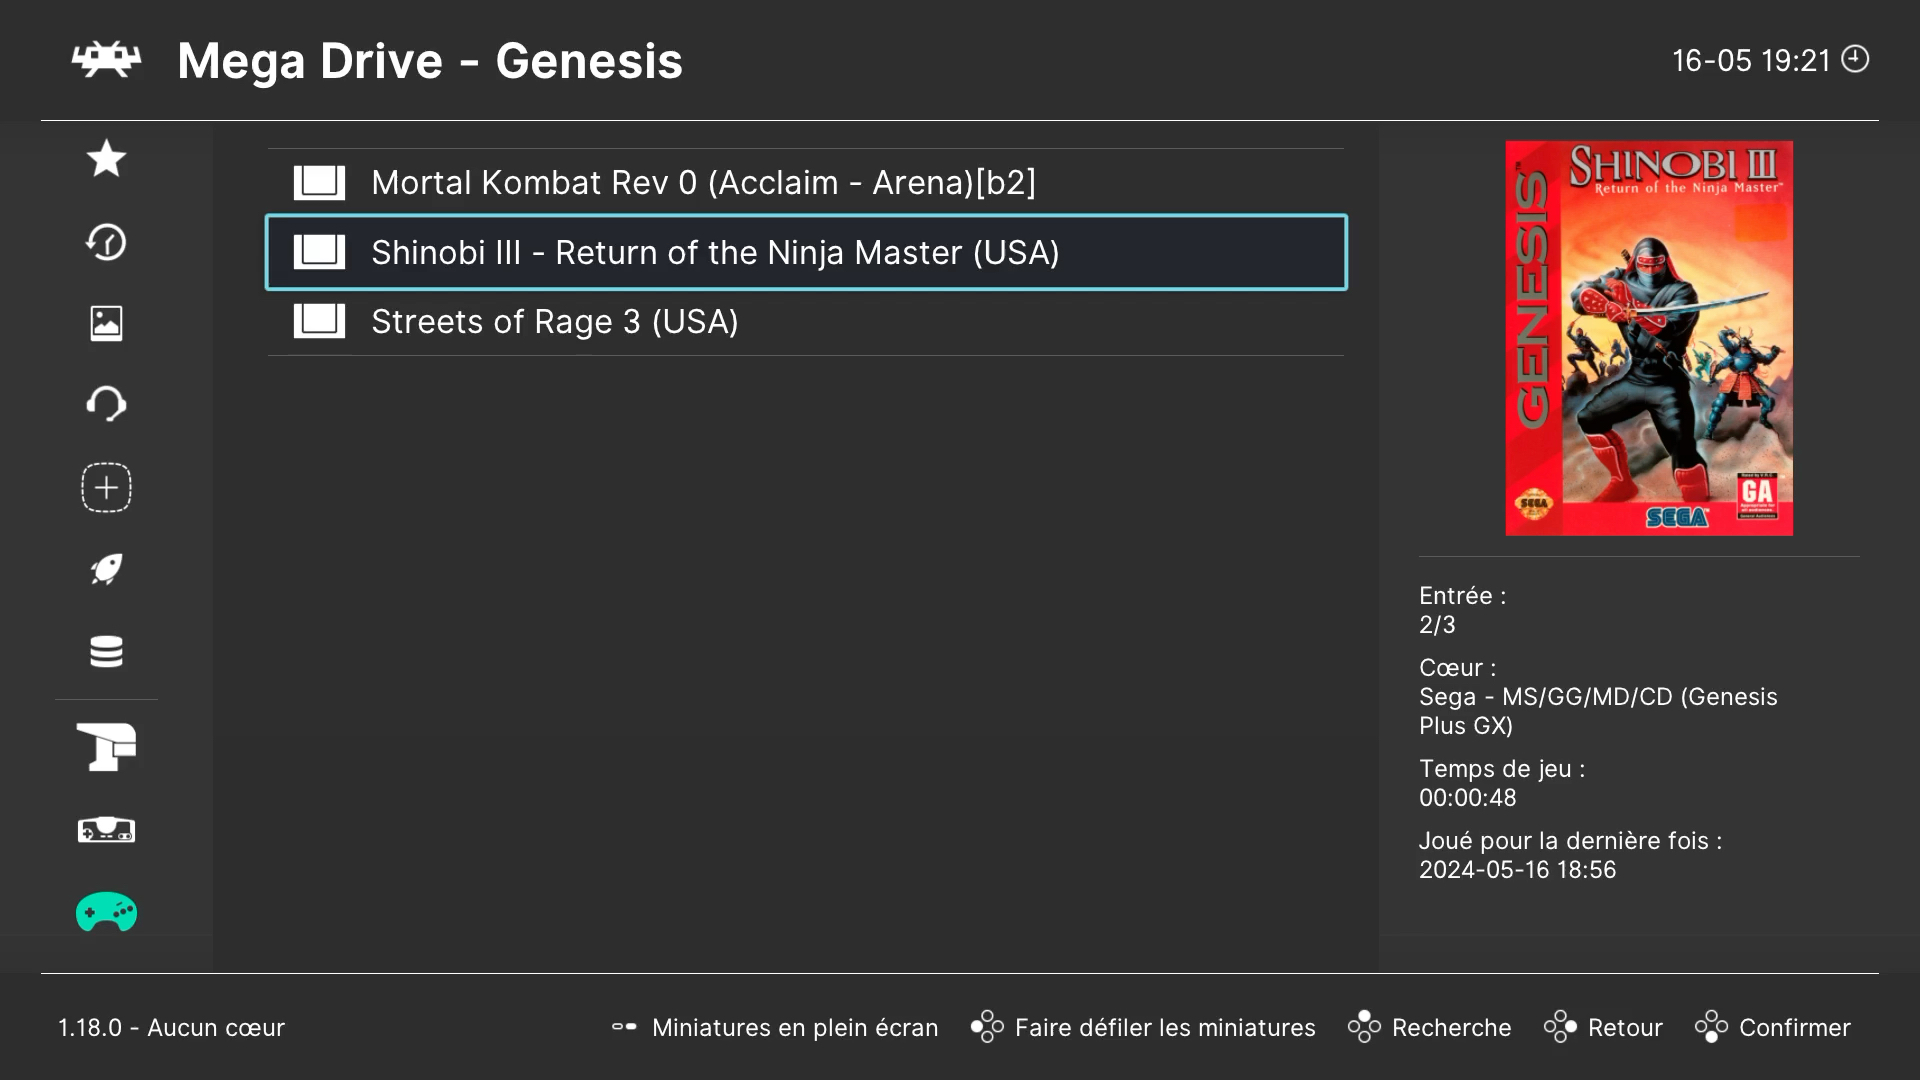 Mega Drive - Genesis
16-05 19:21
Mortal Kombat Rev 0 (Acclaim - Arena)[b2]
Shinobi III - Return of the Ninja Master (USA)
Streets of Rage 3 (USA)
GENESIS
SHINOBI III
Return of the Ninja Master
SEGA
SEGA
GA
Entrée :
2/3
Cœur :
Sega - MS/GG/MD/CD (Genesis
Plus GX)
Temps de jeu :
00:00:48
Joué pour la dernière fois :
2024-05-16 18:56
1.18.0 - Aucun cœur
Miniatures en plein écran
Faire défiler les miniatures
Recherche
Retour
Confirmer